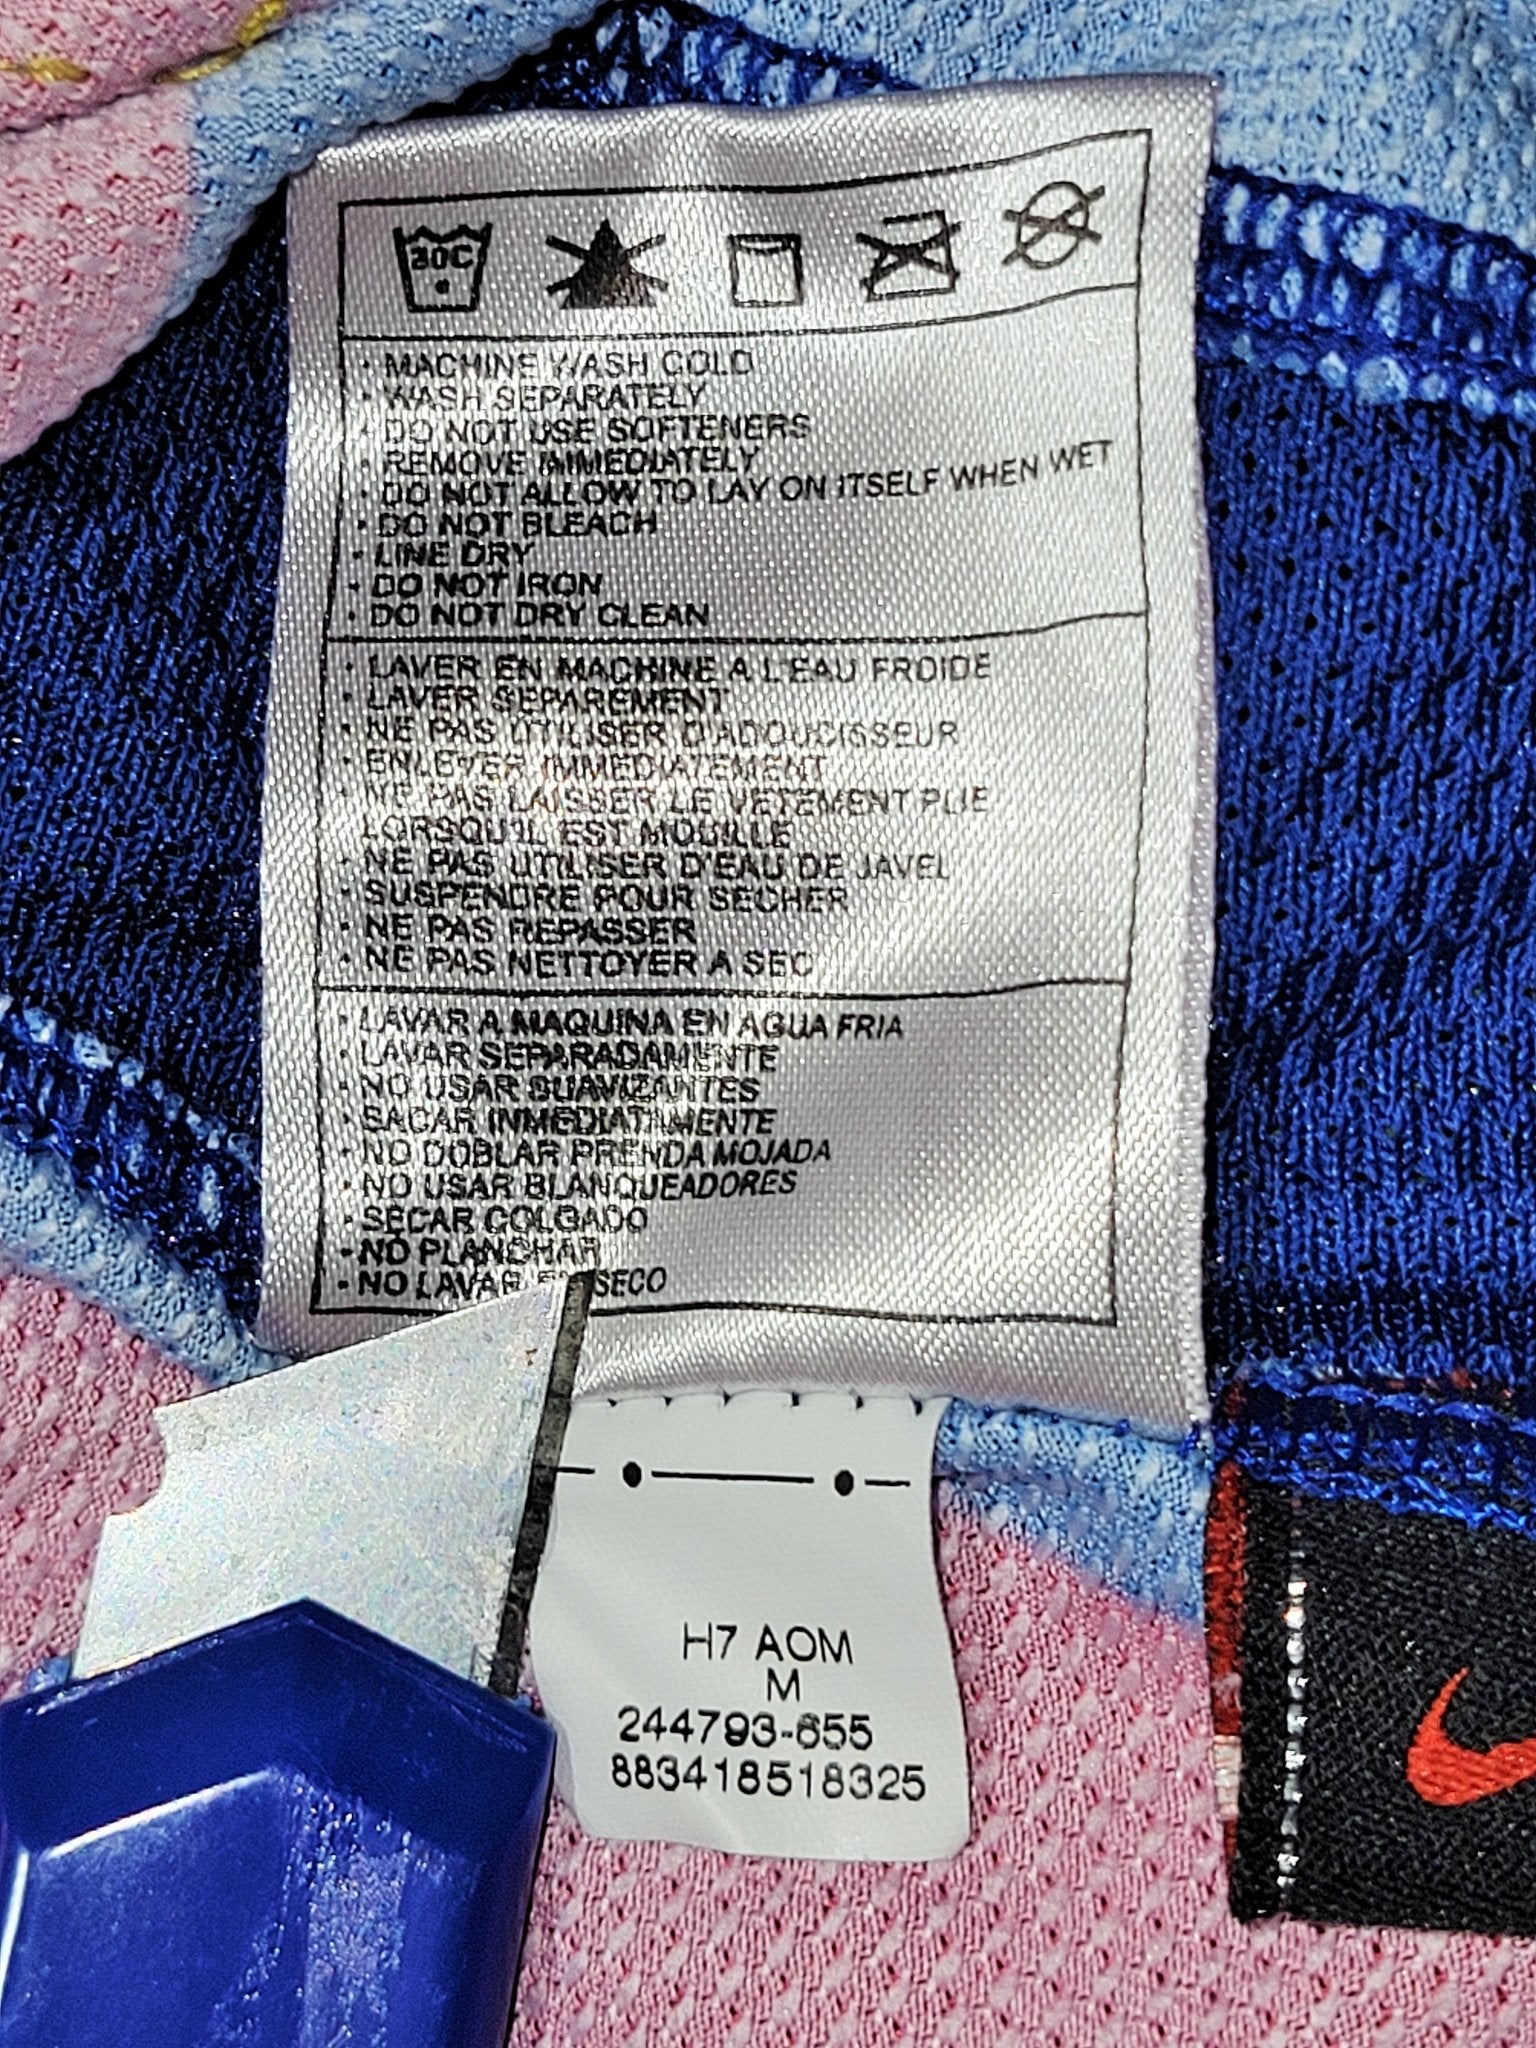 30C
· MACHINE WASH COLD
· WASH SEPARATELY
· DO NOT USE SOFTENERS
· REMOVE IMMEDIATELY
· DO NOT ALLOW TO LAY ON ITSELF WHEN WET
· DO NOT BLEACH
· LINE DRY
· DO NOT IRON
· DO NOT DRY CLEAN
· LAVER EN MACHINE A L'EAU FROIDE
· LAVER SEPAREMENT
· NE PAS UTILISER D'ADOUCISSEUR
· ENLEVER IMMEDIATEMENT
· NE PAS LAISSER LE VETEMENT PLIE
LORSQU'IL EST MOUILLE
· NE PAS UTILISER D'EAU DE JAVEL
· SUSPENDRE POUR SECHER
· NE PAS REPASSER
· NE PAS NETTOYER A SEC
· LAVAR A MAQUINA EN AGUA FRIA
· LAVAR SEPARADAMENTE
· NO USAR SUAVIZANTES
· SACAR INMEDIATAMENTE
· NO DOBLAR PRENDA MOJADA
· NO USAR BLANQUEADORES
· SECAR COLGADO
· NO PLANCHAR
· NO LAVAR SECO
H7 AOM
M
244793-655
883418518325